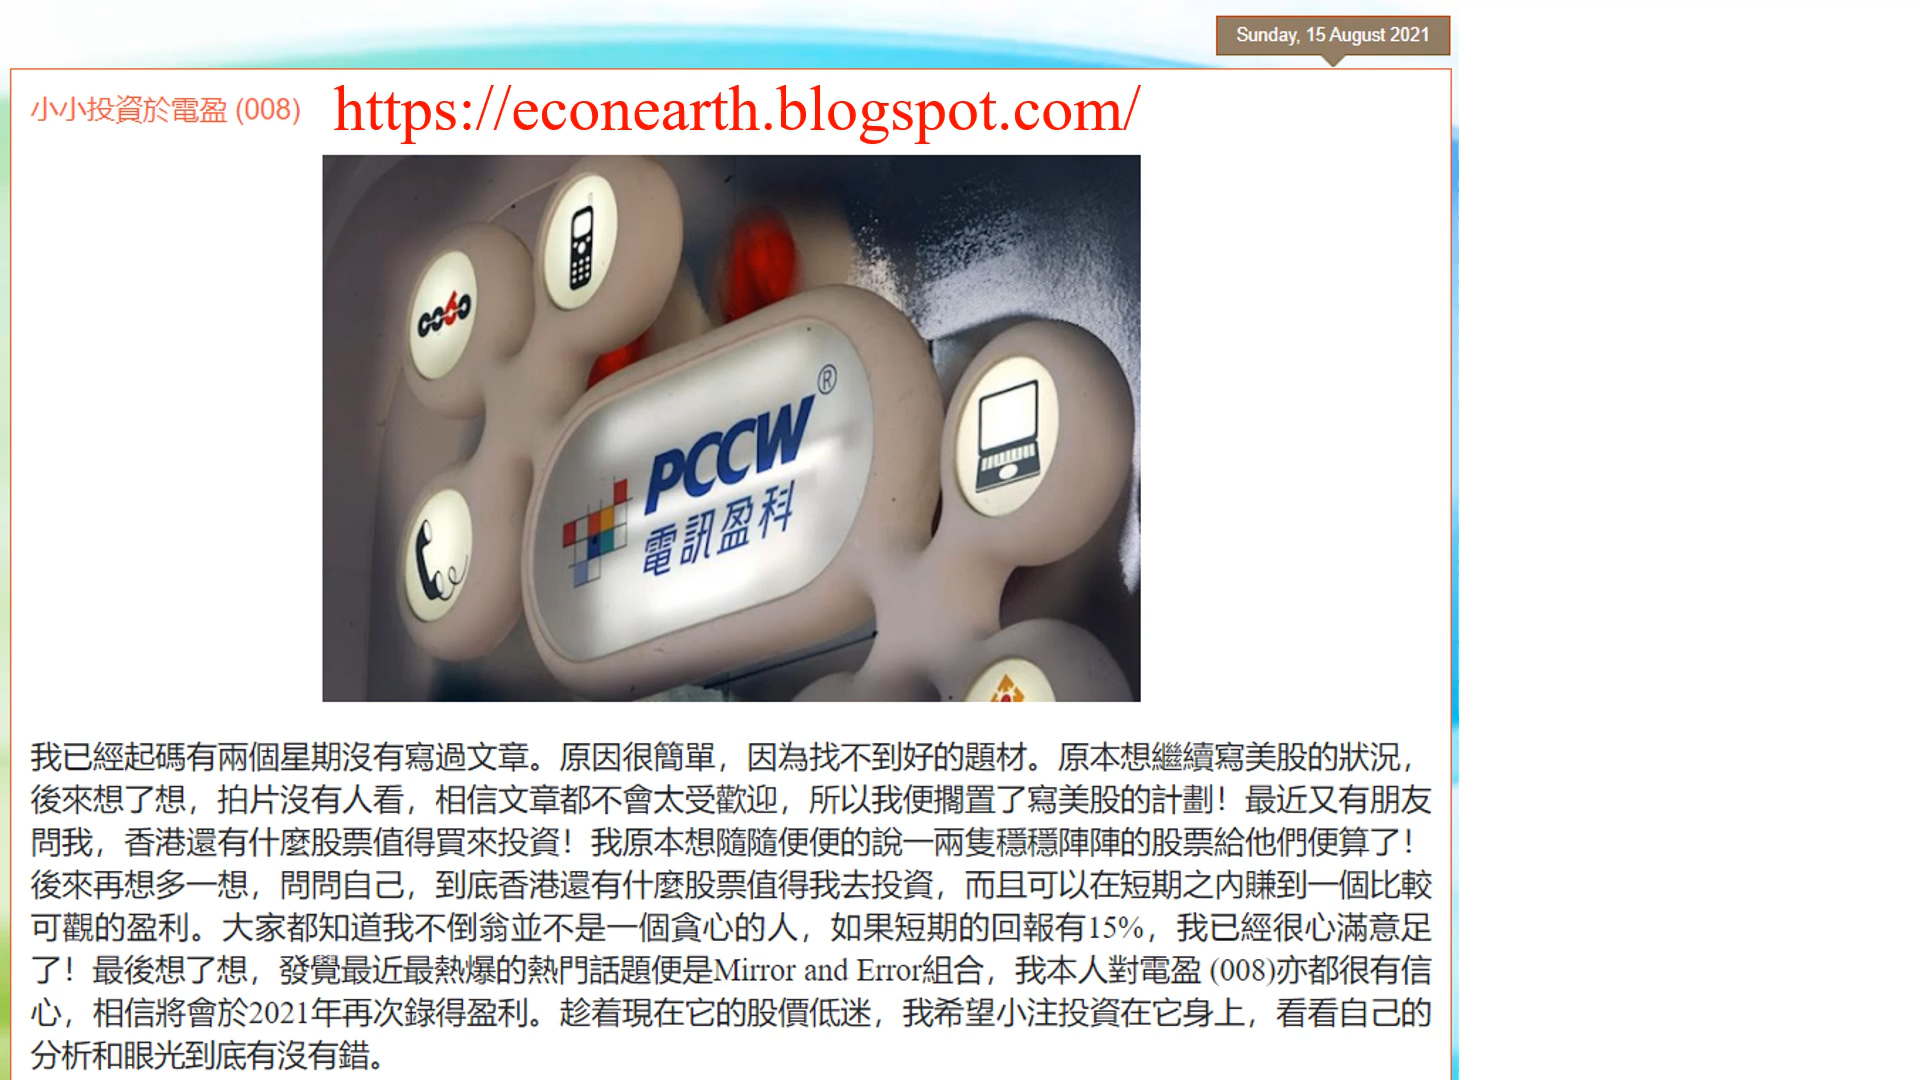 Sunday, 15 August 2021
小小投資於電盈 (008)
https://econearth.blogspot.com/
0060
PCCW®
電訊盈科
我已經起碼有兩個星期沒有寫過文章。原因很簡單，因為找不到好的題材。原本想繼續寫美股的狀況，
後來想了想，拍片沒有人看，相信文章都不會太受歡迎，所以我便擱置了寫美股的計劃！最近又有朋友
問我，香港還有什麼股票值得買來投資！我原本想隨隨便便的說一兩隻穩穩陣陣的股票給他們便算了！
後來再想多一想，問問自己，到底香港還有什麼股票值得我去投資，而且可以在短期之內賺到一個比較
可觀的盈利。大家都知道我不倒翁並不是一個貪心的人，如果短期的回報有15%，我已經很心滿意足
了！最後想了想，發覺最近最熱爆的熱門話題便是Mirror and Error組合，我本人對電盈 (008)亦都很有信
心，相信將會於2021年再次錄得盈利。趁着現在它的股價低迷，我希望小注投資在它身上，看看自己的
分析和眼光到底有沒有錯。